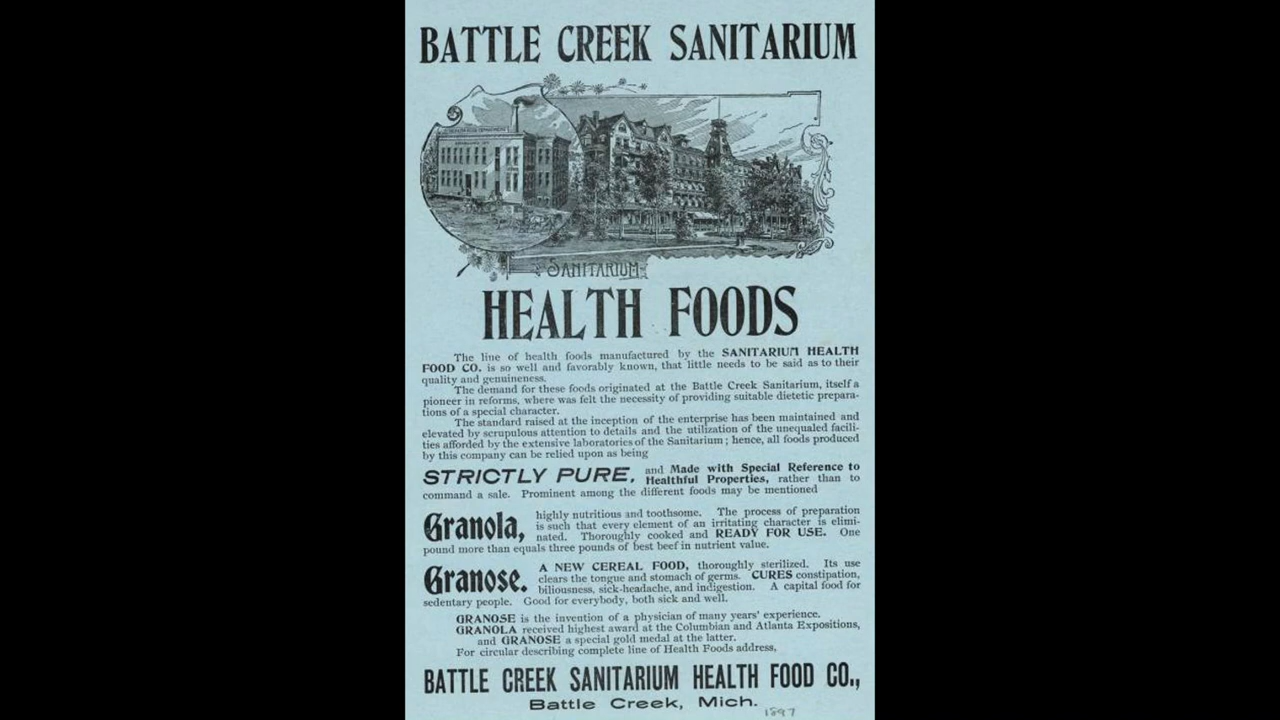 BATTLE CREEK SANITARIUM
SANITARIUM
HEALTH FOODS
The line of health foods manufactured by the SANITARIUM HEALTH
FOOD CO. is so well and favorably known, that little needs to be said as to their
quality and genuineness.
The demand for these foods originated at the Battle Creek Sanitarium, itself a
pioneer in reforms, where was felt the necessity of providing suitable dietetic prepara-
tions of a special character.
The standard raised at the inception of the enterprise has been maintained and
elevated by scrupulous attention to details and the utilization of the unequaled facili-
ties afforded by the extensive laboratories of the Sanitarium; hence, all foods produced
by this company can be relied upon as being
STRICTLY PURE, and Made with Special Reference to
Healthful Properties, rather than to
command a sale. Prominent among the different foods may be mentioned
Granola, highly nutritious and toothsome. The process of preparation
is such that every element of an irritating character is elimi-
nated. Thoroughly cooked and READY FOR USE. One
pound more than equals three pounds of best beef in nutrient value.
Granose. A NEW CEREAL FOOD, thoroughly sterilized. Its use
clears the tongue and stomach of germs. CURES constipation,
biliousness, sick-headache, and indigestion. A capital food for
sedentary people. Good for everybody, both sick and well.
GRANOSE is the invention of a physician of many years' experience.
GRANOLA received highest award at the Columbian and Atlanta Expositions,
and GRANOSE a special gold medal at the latter.
For circular describing complete line of Health Foods address,
BATTLE CREEK SANITARIUM HEALTH FOOD CO.,
Battle Creek, Mich.
1897